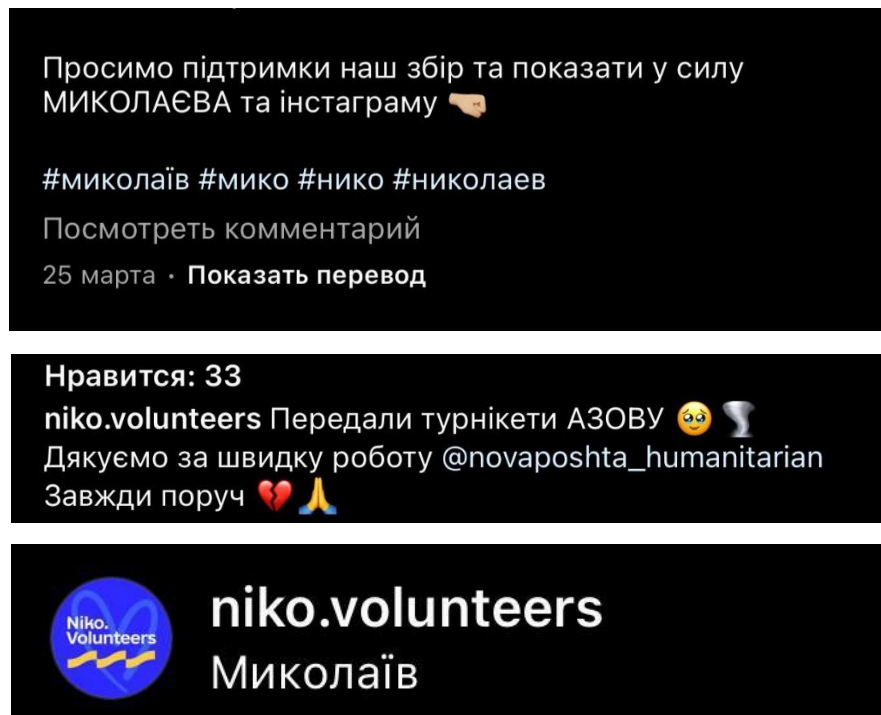 Просимо підтримки наш збір та показати у силу
МИКОЛАЄВА та інстаграму 🤜🏼
#миколаїв #мико #нико #николаев
Посмотреть комментарий
25 марта · Показать перевод
Нравится: 33
niko.volunteers Передали турнікети АЗОВУ 🥹🌪️
Дякуємо за швидку роботу @novaposhta_humanitarian
Завжди поруч 💔🙏
Niko.
Volunteers
niko.volunteers
Миколаїв